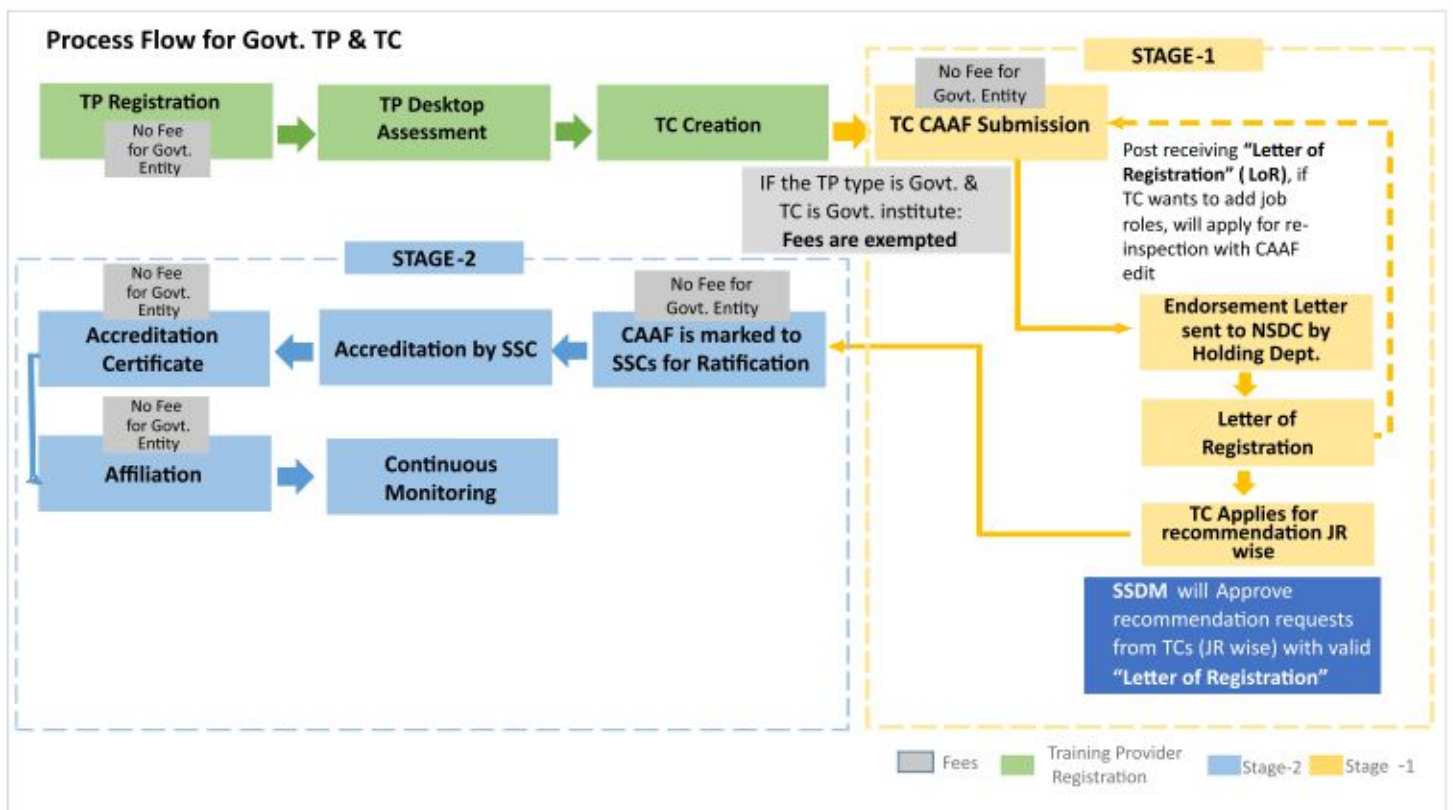 Process Flow for Govt. TP & TC
STAGE-1
TP Registration
No Fee
for Govt.
Entity
TP Desktop
Assessment
TC Creation
No Fee for
Govt. Entity
TC CAAF Submission
IF the TP type is Govt. &
TC is Govt. institute:
Fees are exempted
Post receiving “Letter of
Registration” ( LoR), if
TC wants to add job
roles, will apply for re-
inspection with CAAF
edit
Endorsement Letter
sent to NSDC by
Holding Dept.
Letter of
Registration
TC Applies for
recommendation JR
wise
SSDM will Approve
recommendation requests
from TCs (JR wise) with valid
“Letter of Registration”
STAGE-2
No Fee for
Govt. Entity
CAAF is marked to
SSCs for Ratification
Accreditation by SSC
No Fee
for Govt.
Entity
Accreditation
Certificate
No Fee
for Govt.
Entity
Affiliation
Continuous
Monitoring
Fees
Training Provider
Registration
Stage-2
Stage -1